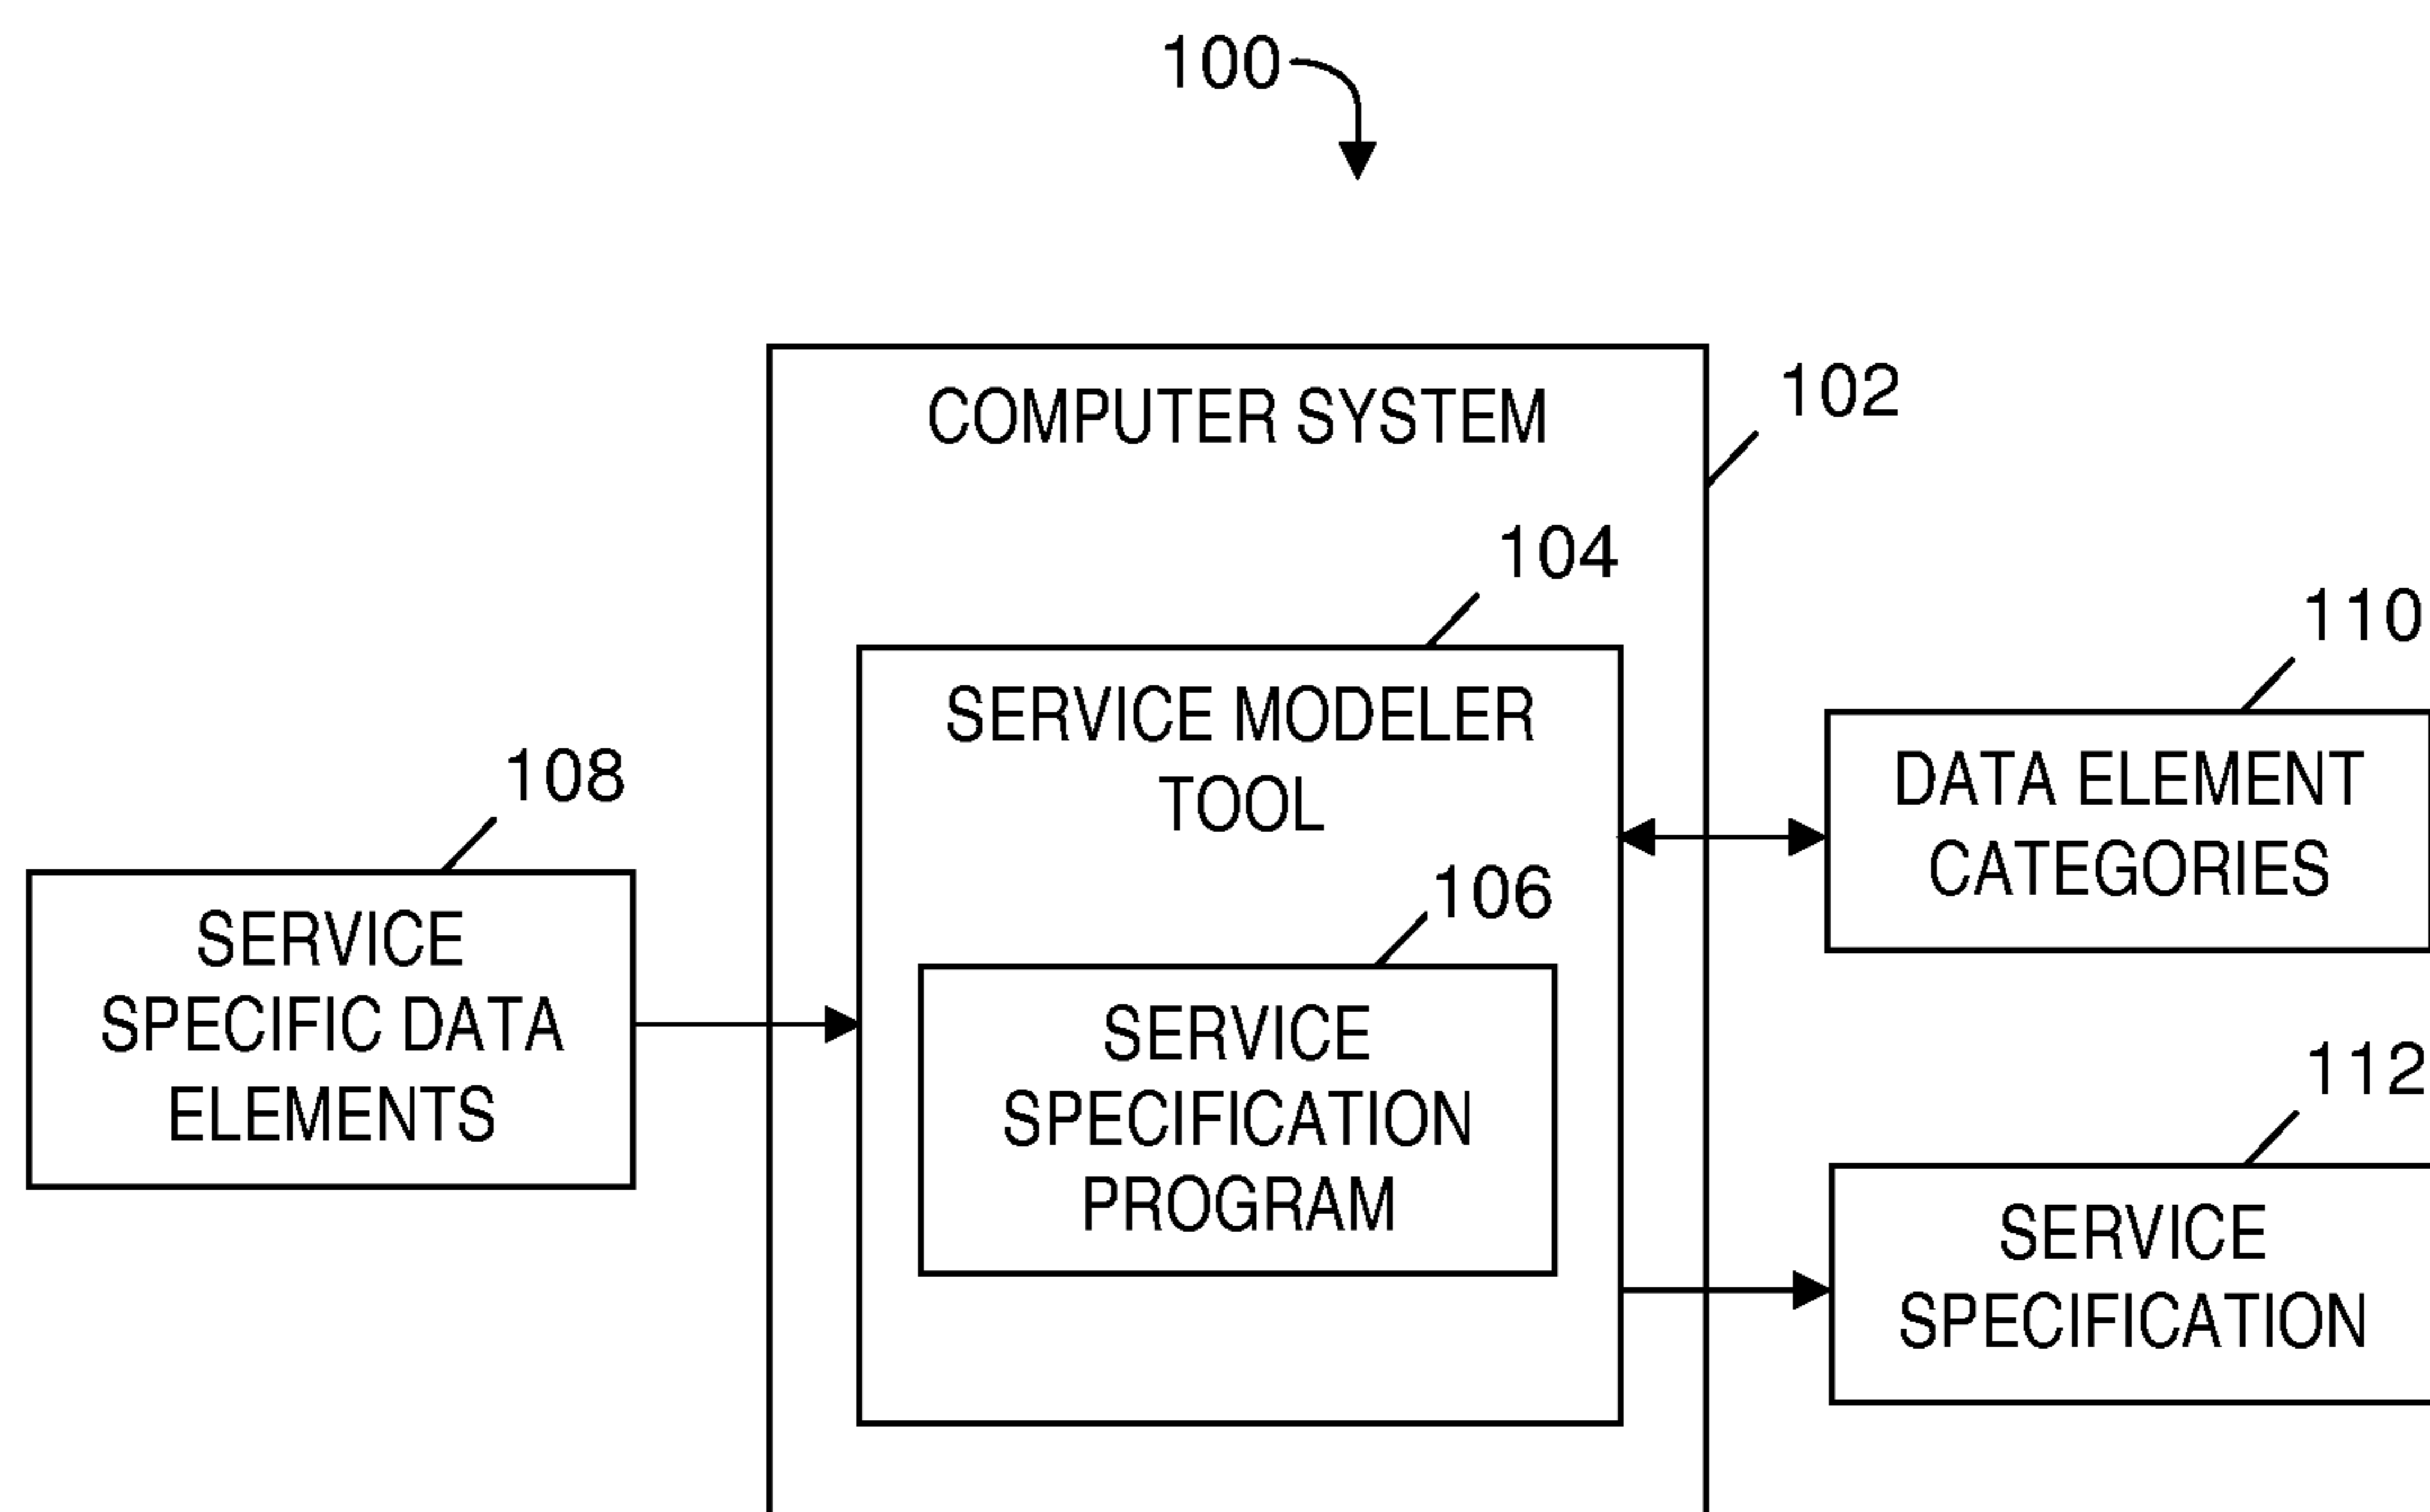 100
COMPUTER SYSTEM
102
104
SERVICE MODELER
TOOL
106
SERVICE
SPECIFICATION
PROGRAM
108
SERVICE
SPECIFIC DATA
ELEMENTS
110
DATA ELEMENT
CATEGORIES
112
SERVICE
SPECIFICATION